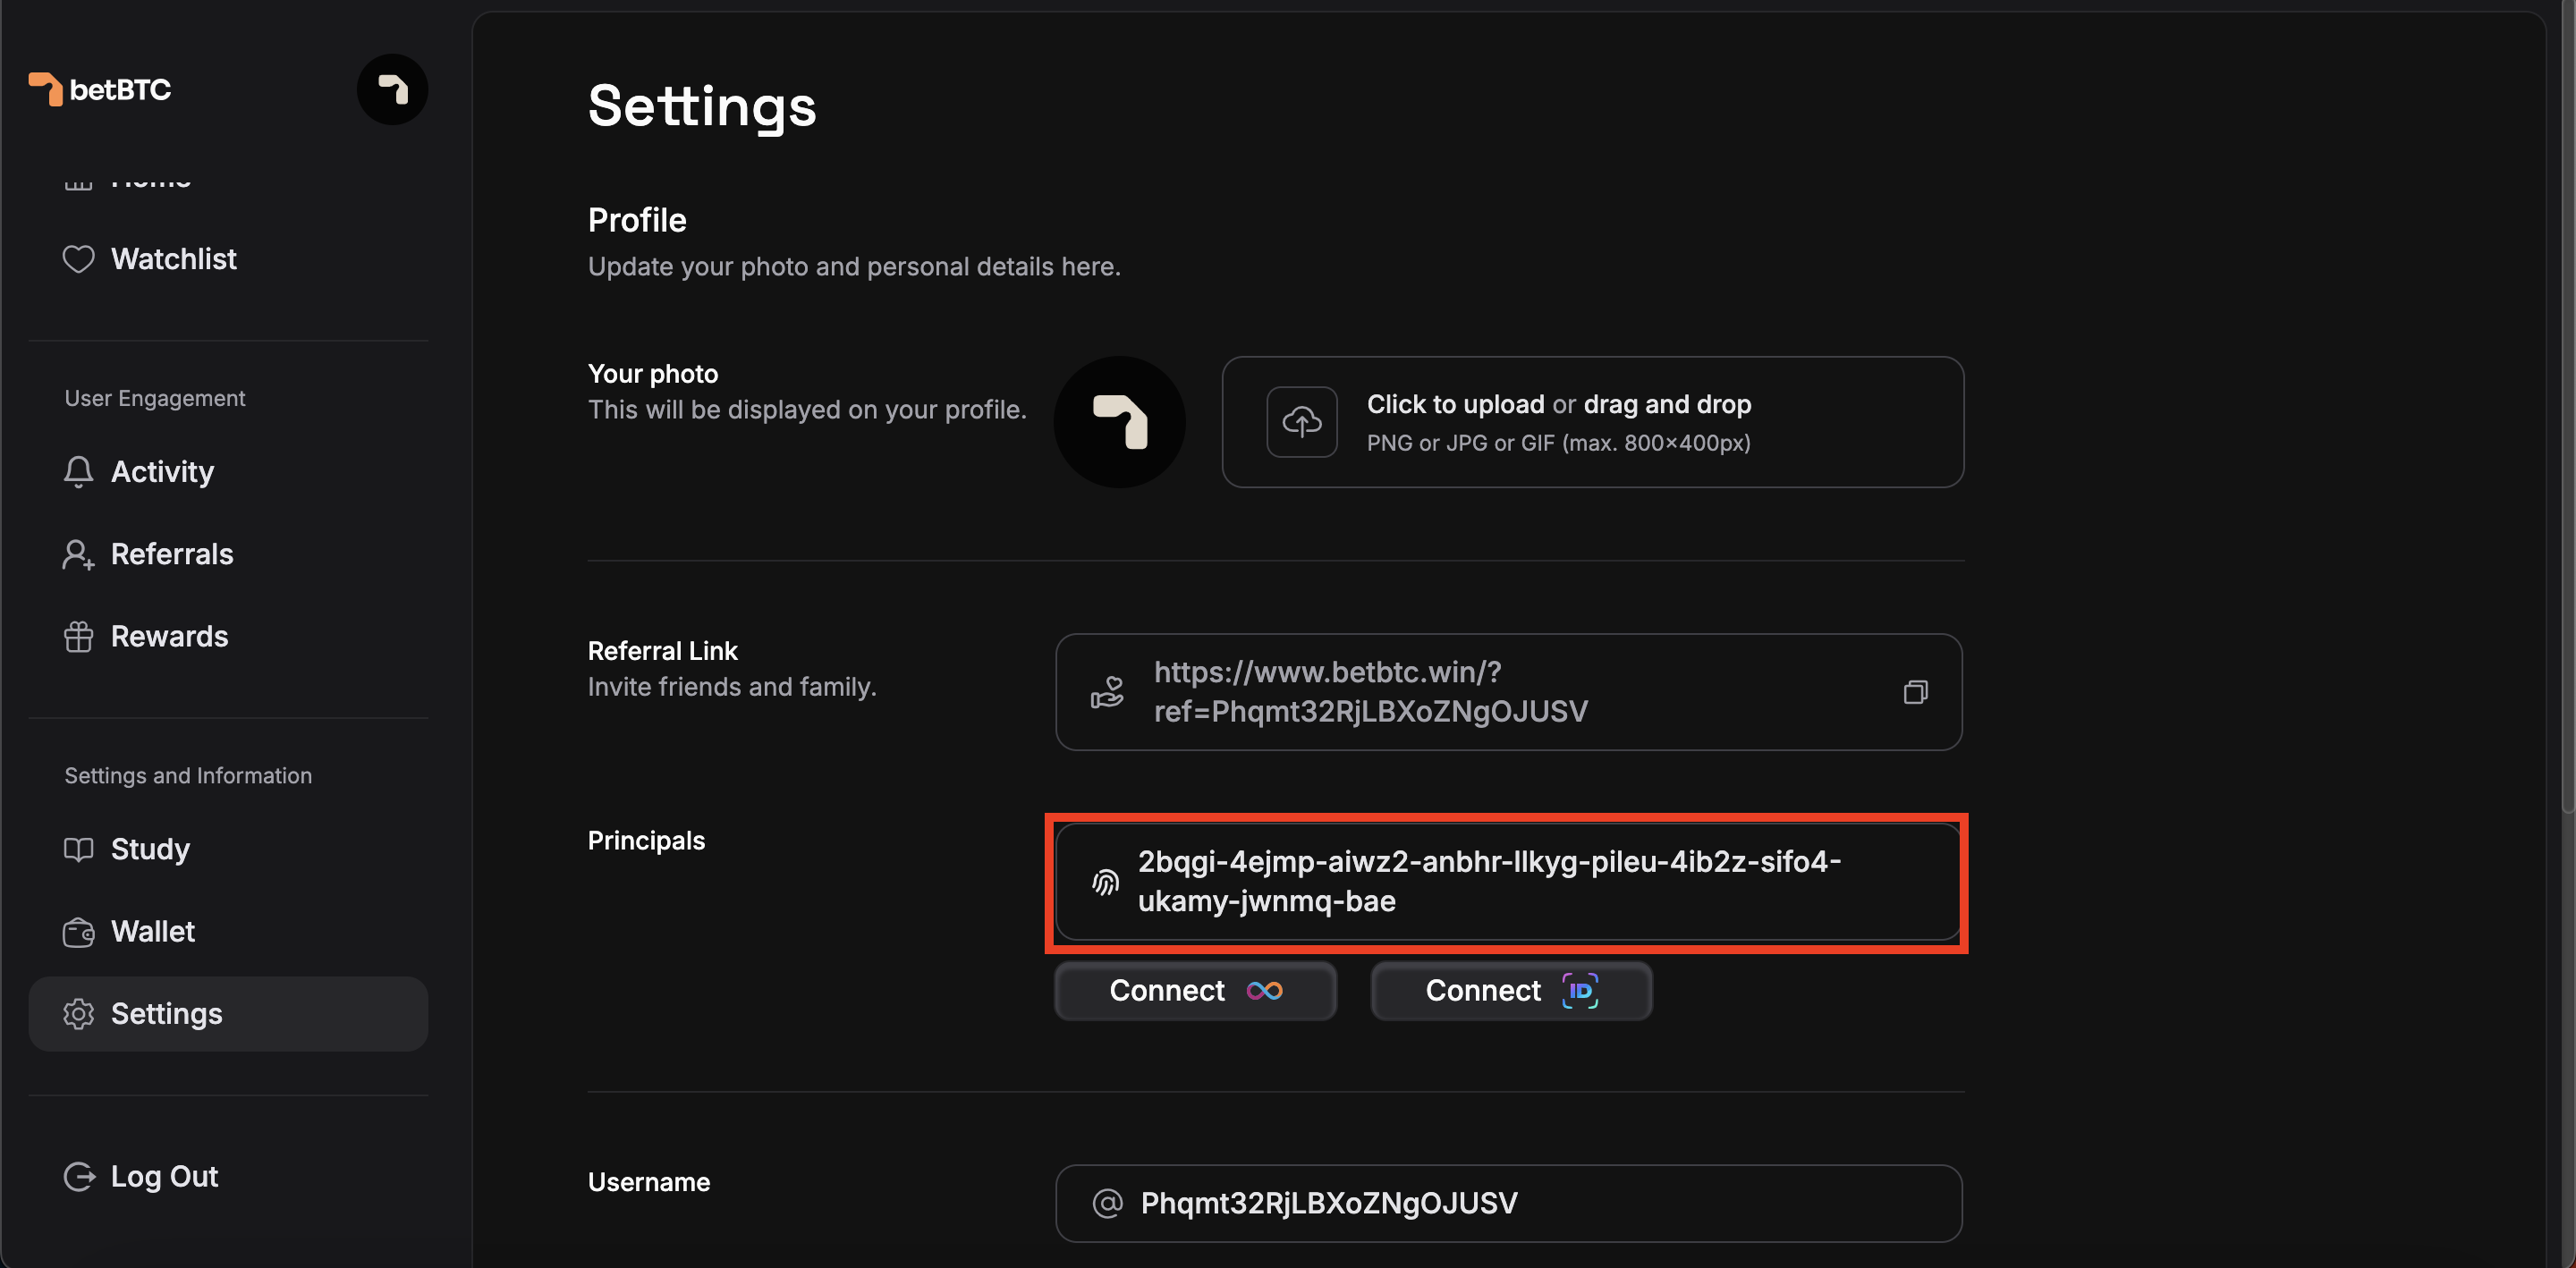 betBTC
Home
Watchlist
User Engagement
Activity
Referrals
Rewards
Settings and Information
Study
Wallet
Settings
Log Out
Settings
Profile
Update your photo and personal details here.
Your photo
This will be displayed on your profile.
Click to upload or drag and drop
PNG or JPG or GIF (max. 800×400px)
Referral Link
Invite friends and family.
https://www.betbtc.win/?
ref=Phqmt32RjLBXoZNgOJUSV
Principals
2bqgi-4ejmp-aiwz2-anbhr-llkyg-pileu-4ib2z-sifo4-
ukamy-jwnmq-bae
Connect
Connect ID
Username
@ Phqmt32RjLBXoZNgOJUSV